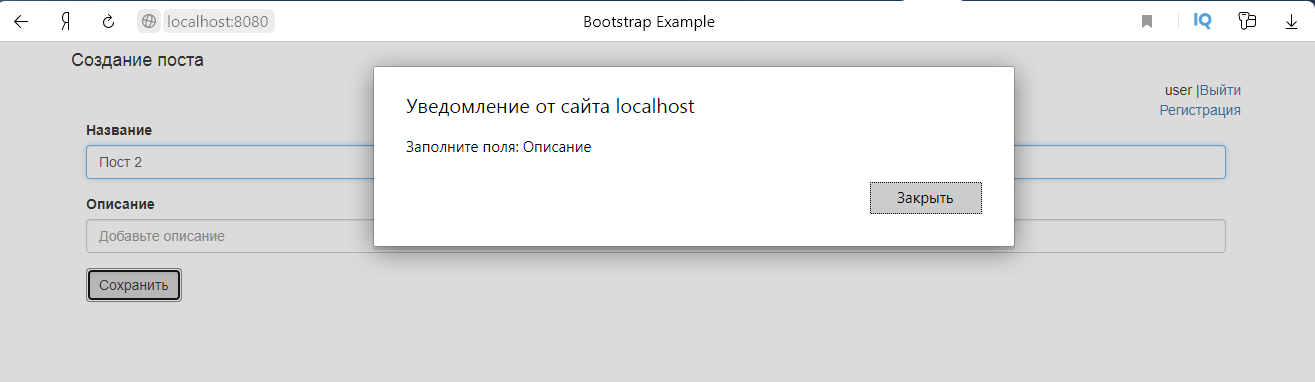 localhost:8080
Bootstrap Example
IQ
Создание поста
Уведомление от сайта localhost
Заполните поля: Описание
Закрыть
user |Выйти
Регистрация
Название
Пост 2
Описание
Добавьте описание
Сохранить